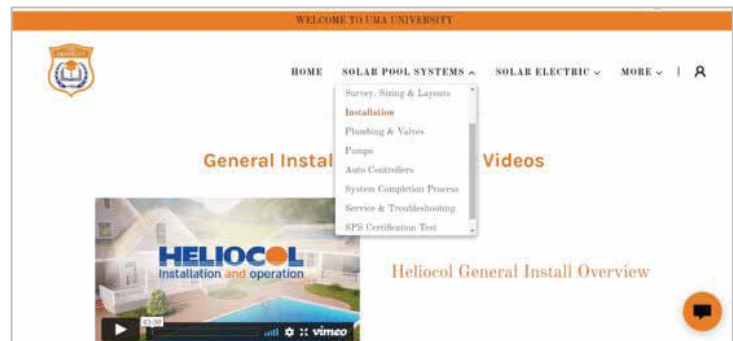 WELCOME TO UMA UNIVERSITY
HOME SOLAR POOL SYSTEMS SOLAR ELECTRIC MORE
Survey, Sizing & Layouts
Installation
Plumbing & Valves
Pumps
Auto Controllers
System Completion Process
Service & Troubleshooting
SPS Certification Test
General Instal Videos
HELIOCOL
Installation and operation
Heliocol General Install Overview
vimeo